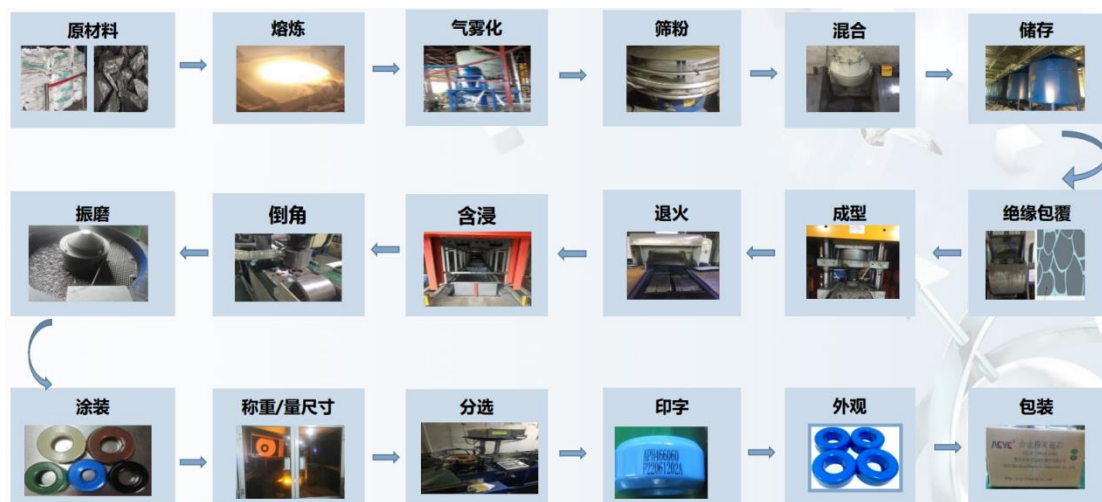 原材料
熔炼
气雾化
筛粉
混合
储存
绝缘包覆
成型
退火
含浸
倒角
振磨
涂装
称重/量尺寸
分选
印字
AP0466060
P22061302A
外观
包装